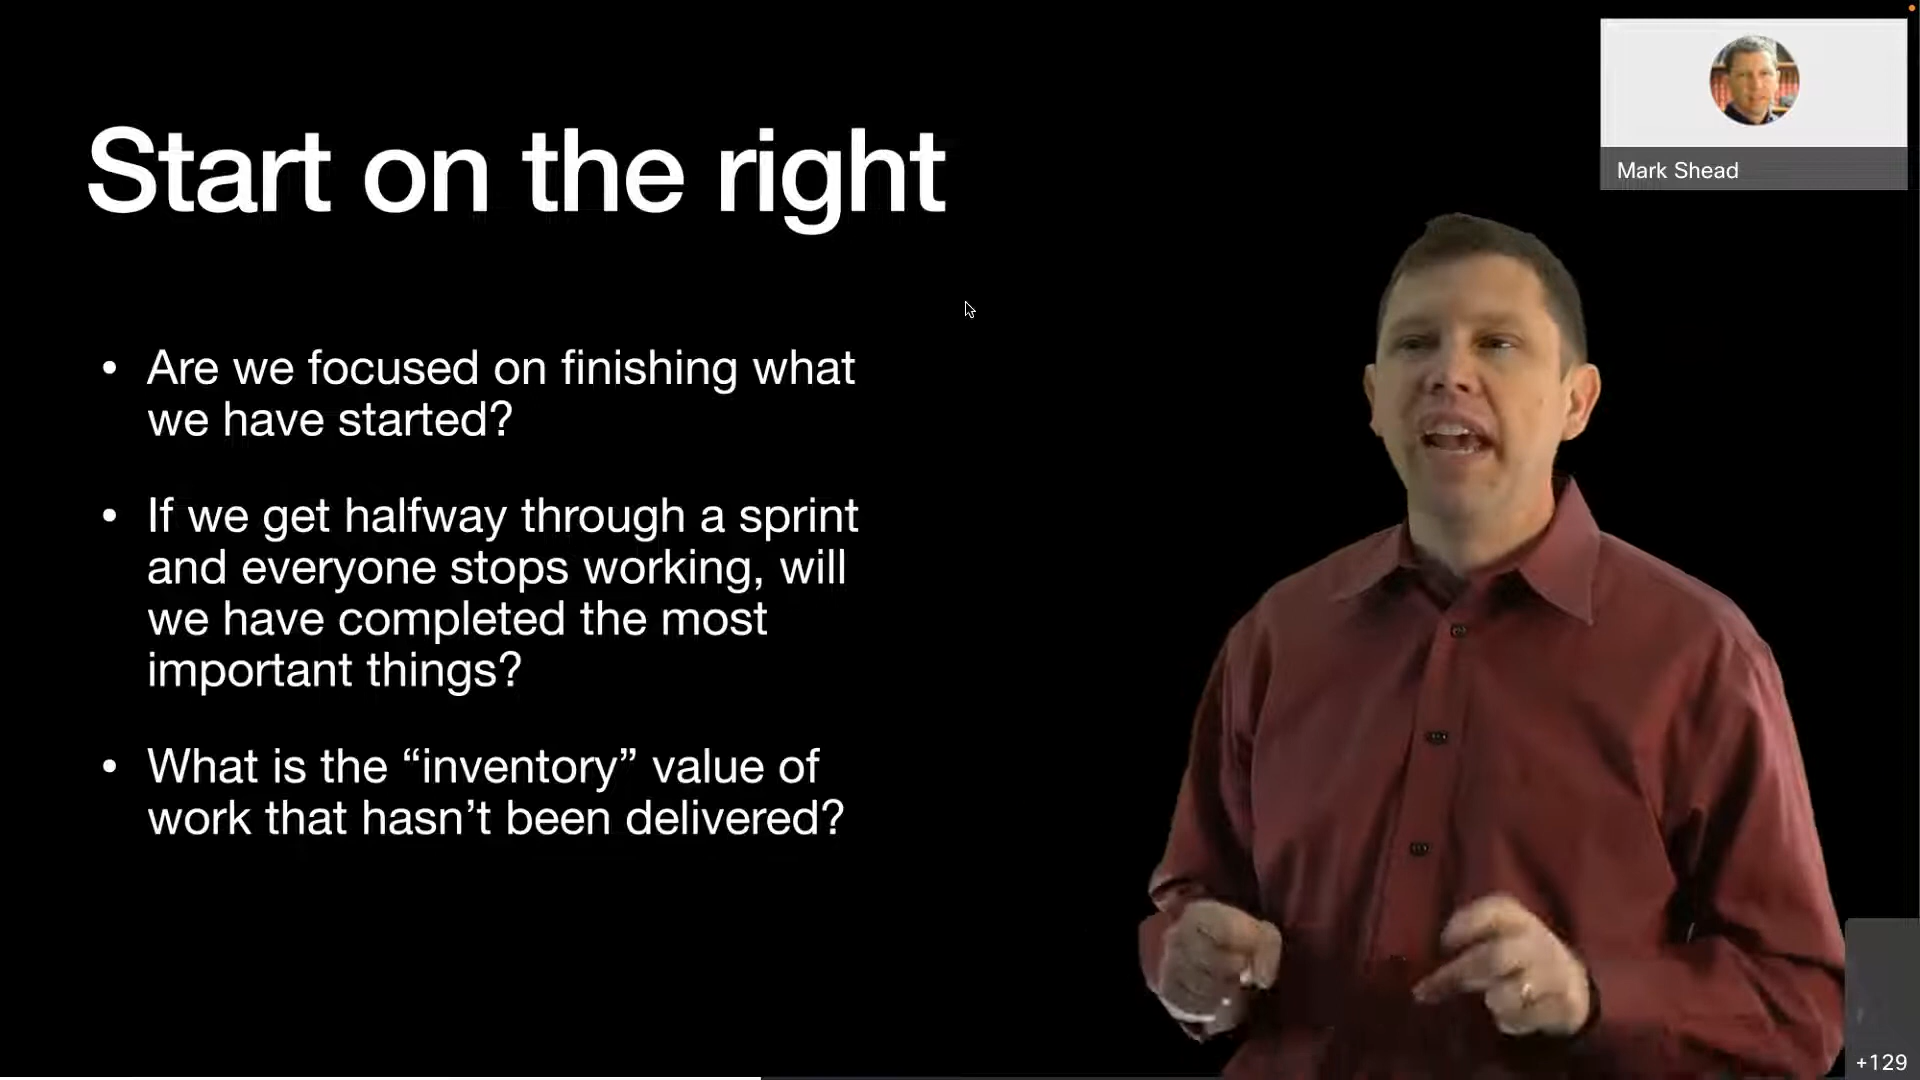 Start on the right
• Are we focused on finishing what
we have started?
• If we get halfway through a sprint
and everyone stops working, will
we have completed the most
important things?
• What is the “inventory” value of
work that hasn’t been delivered?
Mark Shead
+129